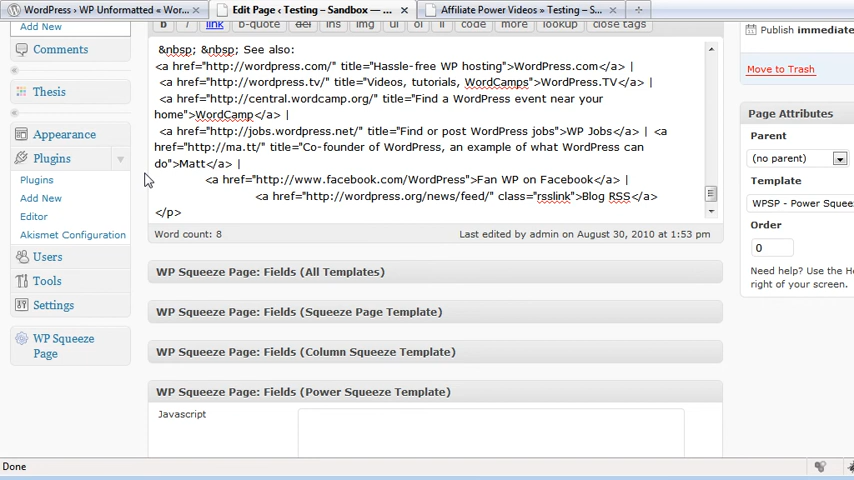 WordPress › WP Unformatted « Wor...
Edit Page ‹ Testing – Sandbox — ...
Affiliate Power Videos » Testing – S...
Add New
Comments
Thesis
Appearance
Plugins
Plugins
Add New
Editor
Akismet Configuration
Users
Tools
Settings
WP Squeeze
Page
b
link
b-quote
del
ins
img
ul
ol
li
code
more
lookup
close tags
&nbsp; &nbsp; See also:
<a href="http://wordpress.com/" title="Hassle-free WP hosting">WordPress.com</a> |
<a href="http://wordpress.tv/" title="Videos, tutorials, WordCamps">WordPress.TV</a> |
<a href="http://central.wordcamp.org/" title="Find a WordPress event near your
home">WordCamp</a> |
<a href="http://jobs.wordpress.net/" title="Find or post WordPress jobs">WP Jobs</a> | <a
href="http://ma.tt/" title="Co-founder of WordPress, an example of what WordPress can
do">Matt</a> |
<a href="http://www.facebook.com/WordPress">Fan WP on Facebook</a> |
<a href="http://wordpress.org/news/feed/" class="rsslink">Blog RSS</a>
</p>
Word count: 8
Last edited by admin on August 30, 2010 at 1:53 pm
WP Squeeze Page: Fields (All Templates)
WP Squeeze Page: Fields (Squeeze Page Template)
WP Squeeze Page: Fields (Column Squeeze Template)
WP Squeeze Page: Fields (Power Squeeze Template)
Javascript
Publish immediate
Move to Trash
Page Attributes
Parent
(no parent)
Template
WPSP - Power Squee
Order
0
Need help? Use the He
right of your screen.
Done